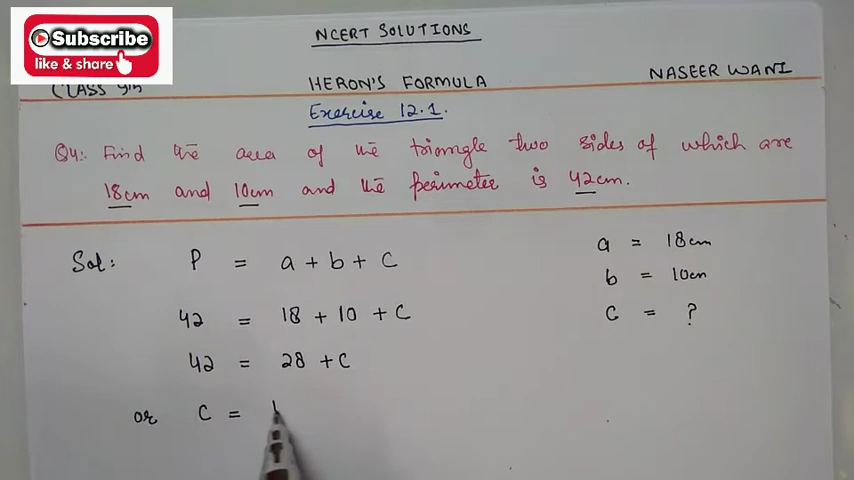 Subscribe
like & share
NCERT SOLUTIONS
CLASS 9th
HERON'S FORMULA
NASEER WANI
Exercise 12.1.
Q4:- Find the area of the triangle two sides of which are
18cm and 10cm and the perimeter is 42cm.
Sol:
P = a + b + c
a = 18cm
b = 10cm
c = ?
42 = 18 + 10 + c
42 = 28 + c
or c = 1